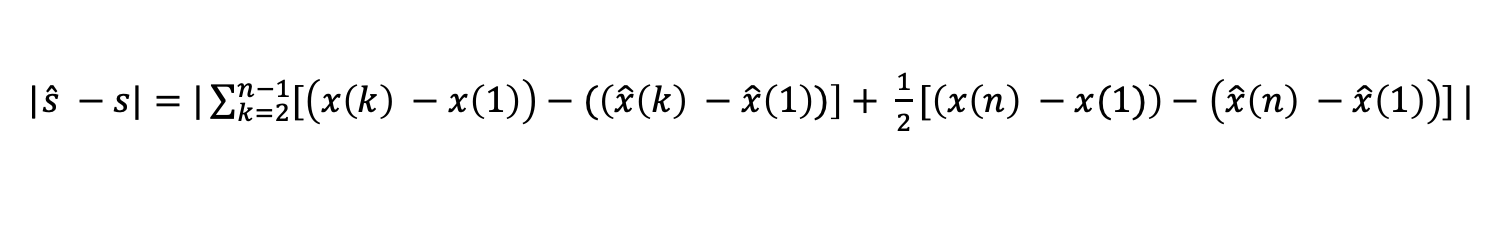 |ŝ − s| = |∑_{k=2}^{n−1}[(x(k) − x(1)) − ((x̂(k) − x̂(1))] + 1/2[(x(n) − x(1)) − (x̂(n) − x̂(1))]|